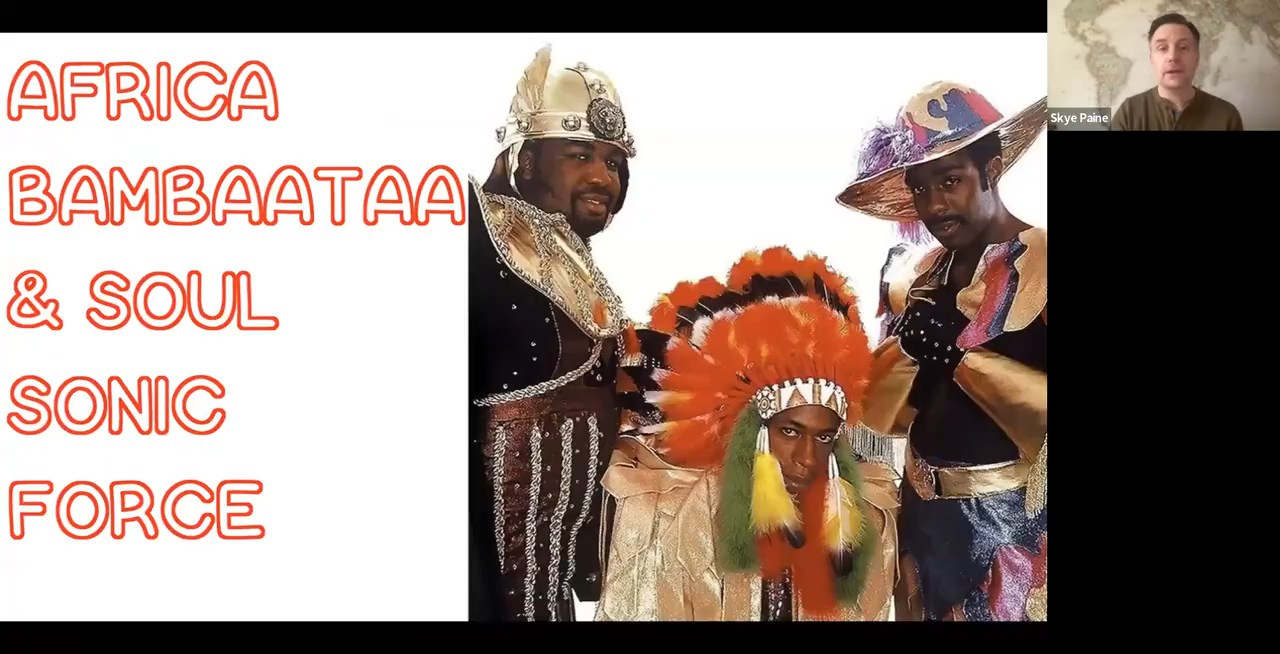 AFRICA
BAMBAATAA
& SOUL
SONIC
FORCE
Skye Paine